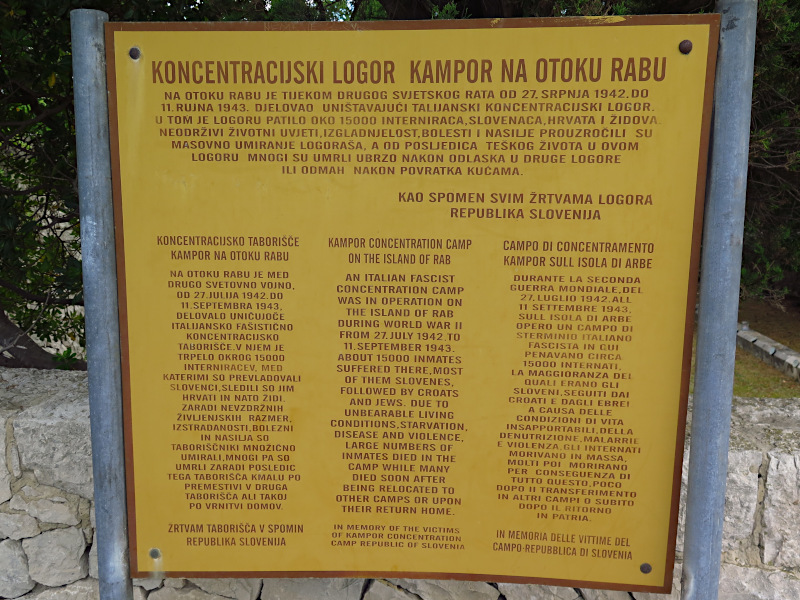 KONCENTRACIJSKI LOGOR KAMPOR NA OTOKU RABU
NA OTOKU RABU JE TIJEKOM DRUGOG SVJETSKOG RATA OD 27. SRPNJA 1942. DO
11. RUJNA 1943. DJELOVAO UNIŠTAVAJUĆI TALIJANSKI KONCENTRACIJSKI LOGOR.
U TOM JE LOGORU PATILO OKO 15000 INTERNIRACA, SLOVENACA, HRVATA I ŽIDOVA.
NEODRŽIVI ŽIVOTNI UVJETI, IZGLADNJELOST, BOLESTI I NASILJE PROUZROČILI SU
MASOVNO UMIRANJE LOGORAŠA, A OD POSLJEDICA TEŠKOG ŽIVOTA U OVOM
LOGORU MNOGI SU UMRLI UBRZO NAKON ODLASKA U DRUGE LOGORE
ILI ODMAH NAKON POVRATKA KUĆAMA.
KAO SPOMEN SVIM ŽRTVAMA LOGORA
REPUBLIKA SLOVENIJA
KONCENTRACIJSKO TABORIŠČE
KAMPOR NA OTOKU RABU
NA OTOKU RABU JE MED
DRUGO SVETOVNO VOJNO,
OD 27. JULIJA 1942. DO
11. SEPTEMBRA 1943,
DELOVALO UNIČUJOČE
ITALIJANSKO FAŠISTIČNO
KONCENTRACIJSKO
TABORIŠČE. V NJEM JE
TRPELO OKROG 15000
INTERNIRACEV, MED
KATERIMI SO PREVLADOVALI
SLOVENCI, SLEDILI SO JIM
HRVATI IN NATO ŽIDI.
ZARADI NEVZDRŽNIH
ŽIVLJENJSKIH RAZMER,
IZSTRADANOSTI, BOLEZNI
IN NASILJA SO
TABORIŠČNIKI MNOŽIČNO
UMIRALI, MNOGI PA SO
UMRLI ZARADI POSLEDIC
TEGA TABORIŠČA KMALU PO
PREMESTIVI V DRUGA
TABORIŠČA ALI TAKOJ
PO VRNITVI DOMOV.
ŽRTVAM TABORIŠČA V SPOMIN
REPUBLIKA SLOVENIJA
KAMPOR CONCENTRATION CAMP
ON THE ISLAND OF RAB
AN ITALIAN FASCIST
CONCENTRATION CAMP
WAS IN OPERATION ON
THE ISLAND OF RAB
DURING WORLD WAR II
FROM 27. JULY 1942. TO
11. SEPTEMBER 1943.
ABOUT 15000 INMATES
SUFFERED THERE, MOST
OF THEM SLOVENES,
FOLLOWED BY CROATS
AND JEWS. DUE TO
UNBEARABLE LIVING
CONDITIONS, STARVATION,
DISEASE AND VIOLENCE,
LARGE NUMBERS OF
INMATES DIED IN THE
CAMP WHILE MANY
DIED SOON AFTER
BEING RELOCATED TO
OTHER CAMPS OR UPON
THEIR RETURN HOME.
IN MEMORY OF THE VICTIMS
OF KAMPOR CONCENTRATION
CAMP REPUBLIC OF SLOVENIA
CAMPO DI CONCENTRAMENTO
KAMPOR SULL ISOLA DI ARBE
DURANTE LA SECONDA
GUERRA MONDIALE, DEL
27. LUGLIO 1942. ALL
11 SETTEMBRE 1943.
SULL ISOLA DI ARBE
OPERO UN CAMPO DI
STERMINIO ITALIANO
FASCISTA IN CUI
PENAVANO CIRCA
15000 INTERNATI,
LA MAGGIORANZA DEI
QUALI ERANO GLI
SLOVENI, SEGUITI DAI
CROATI E DAGLI EBREI
A CAUSA DELLE
CONDIZIONI DI VITA
INSAPPORTABILI, DELLA
DENUTRIZIONE, MALARRIE
E VIOLENZA, GLI INTERNATI
MORIVANO IN MASSA,
MOLTI POI MORIRANO
PER CONSEGUENZA DI
TUTTO QUESTO, POCO
DOPO IL TRANSFERIMENTO
IN ALTRI CAMPI O SUBITO
DOPO IL RITORNO
IN PATRIA.
IN MEMORIA DELLE VITTIME DEL
CAMPO-REPUBBLICA DI SLOVENIA